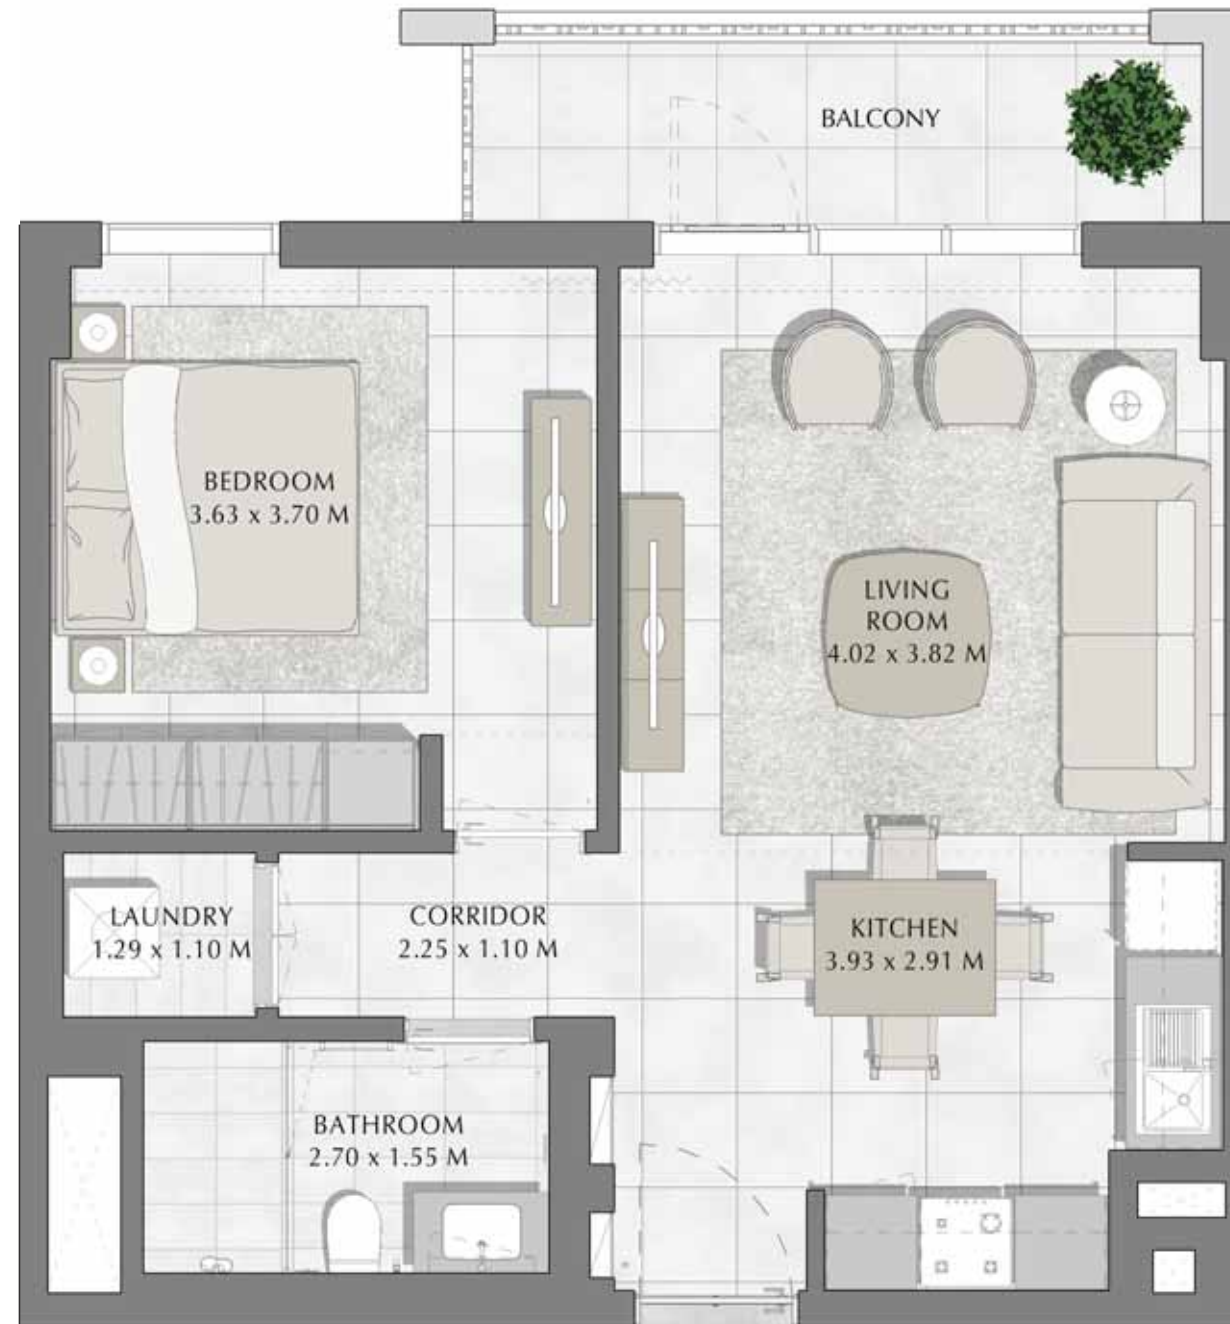 BALCONY
BEDROOM
3.63 x 3.70 M
LIVING
ROOM
4.02 x 3.82 M
LAUNDRY
1.29 x 1.10 M
CORRIDOR
2.25 x 1.10 M
KITCHEN
3.93 x 2.91 M
BATHROOM
2.70 x 1.55 M